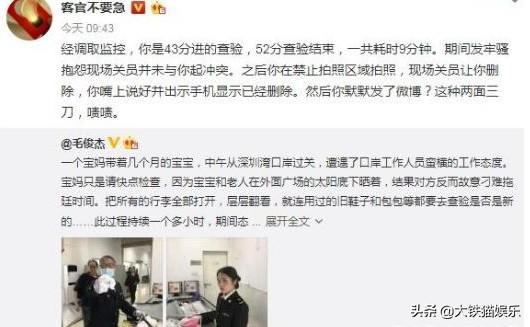 客官不要急
今天 09:43
经调取监控，你是43分进的查验，52分查验结束，一共耗时9分钟。期间发牢骚
抱怨现场关员并未与你起冲突。之后你在禁止拍照区域拍照，现场关员让你删
除，你嘴上说好并出示手机显示已经删除。然后你默默发了微博？这种两面三
刀，啧啧。
@毛俊杰
一个宝妈带着几个月的宝宝，中午从深圳湾口岸过关，遭遇了口岸工作人员蛮横的工作态度。
宝妈只是请快点检查，因为宝宝和老人在外面广场的太阳底下晒着，结果对方反而故意刁难拖
延时间。把所有的行李全部打开，层层翻看，就连用过的旧鞋子和包包等都要去查验是否是新
的……此过程持续一个多小时，期间态 ... 展开全文
头条 @大铁猫娱乐